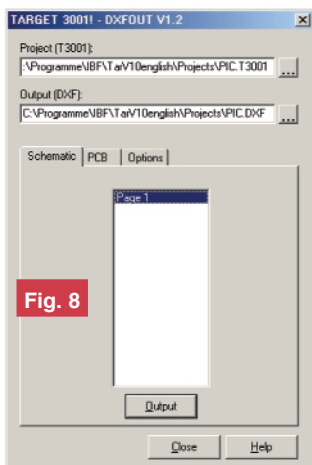 TARGET 3001! - DXFOUT V1.2
Project (T3001):
:\Programme\IBF\TarV10english\Projects\PIC.T3001
...
Output (DXF):
C:\Programme\IBF\TarV10english\Projects\PIC.DXF
...
Schematic PCB Options
Page 1
Fig. 8
Output
Close Help